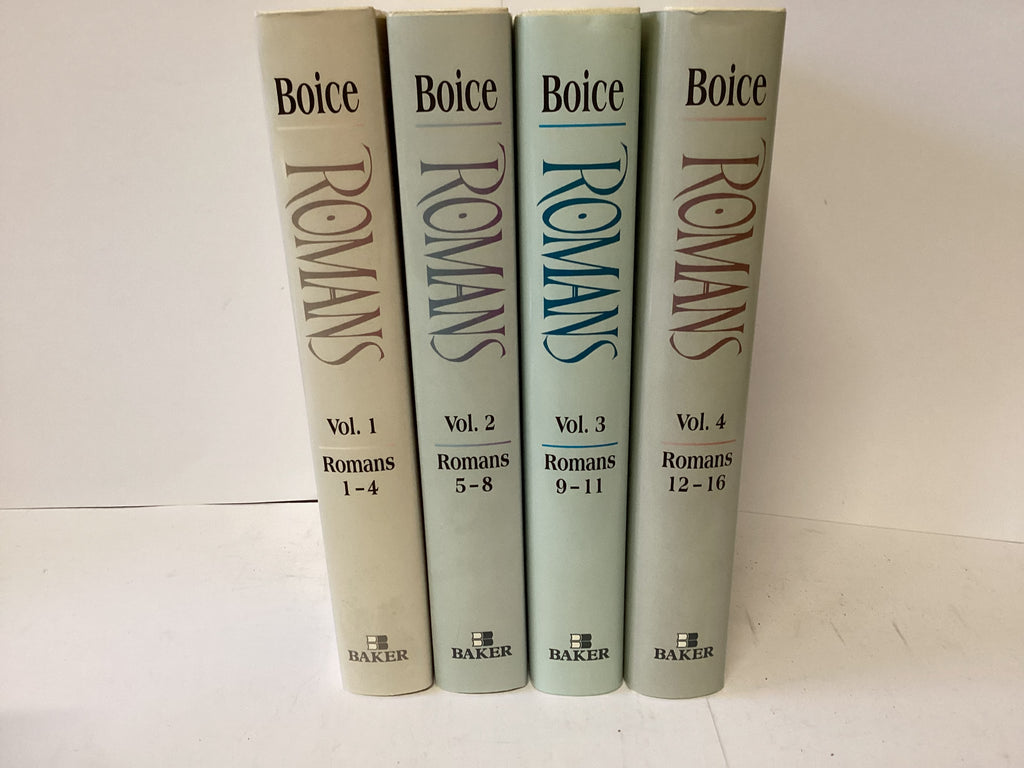 Boice
ROMANS
Vol. 1
Romans
1-4
BAKER
Boice
ROMANS
Vol. 2
Romans
5-8
BAKER
Boice
ROMANS
Vol. 3
Romans
9-11
BAKER
Boice
ROMANS
Vol. 4
Romans
12-16
BAKER